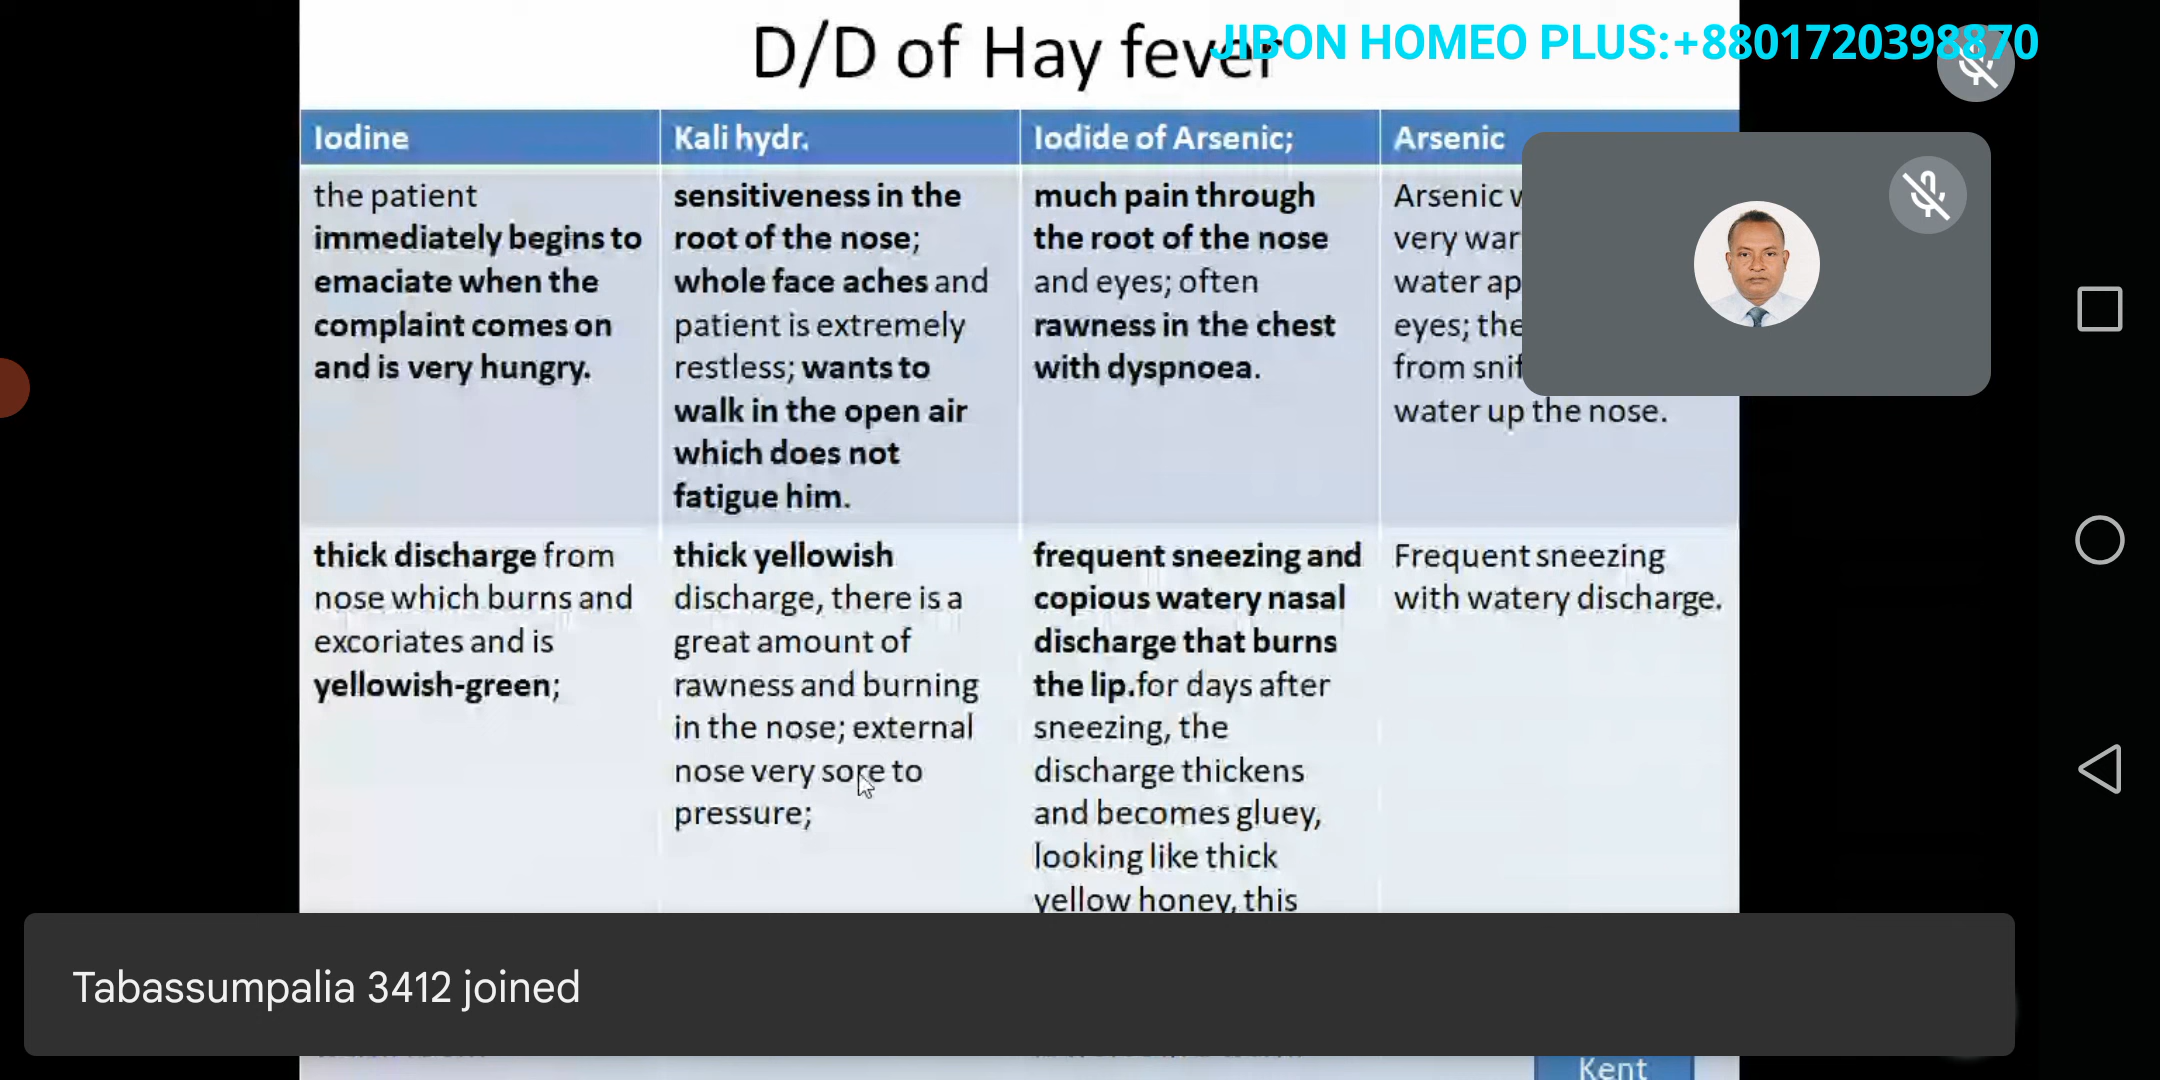 D/D of Hay fever
JIBON HOMEO PLUS:+8801720398870
Iodine
the patient
immediately begins to
emaciate when the
complaint comes on
and is very hungry.
Kali hydr.
sensitiveness in the
root of the nose;
whole face aches and
patient is extremely
restless; wants to
walk in the open air
which does not
fatigue him.
Iodide of Arsenic;
much pain through
the root of the nose
and eyes; often
rawness in the chest
with dyspnoea.
Arsenic
Arsenic
very
water
eyes;
from
water up the nose.
thick discharge from
nose which burns and
excoriates and is
yellowish-green;
thick yellowish
discharge, there is a
great amount of
rawness and burning
in the nose; external
nose very sore to
pressure;
frequent sneezing and
copious watery nasal
discharge that burns
the lip.for days after
sneezing, the
discharge thickens
and becomes gluey,
looking like thick
yellow honey, this
Frequent sneezing
with watery discharge.
Tabassumpalia 3412 joined
Kent